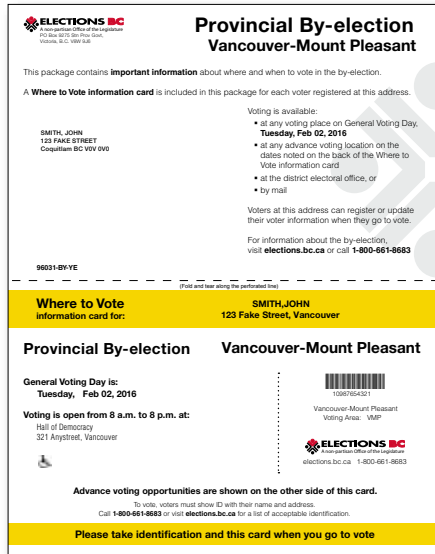 ELECTIONS BC
A non-partisan Office of the Legislature
PO Box 9275 Stn Prov Govt,
Victoria, B.C. V8W 9J6
Provincial By-election
Vancouver-Mount Pleasant
This package contains important information about where and when to vote in the by-election.
A Where to Vote information card is included in this package for each voter registered at this address.
SMITH, JOHN
123 FAKE STREET
Coquitlam BC V0V 0V0
Voting is available:
▪ at any voting place on General Voting Day,
Tuesday, Feb 02, 2016
▪ at any advance voting location on the
dates noted on the back of the Where to
Vote information card
▪ at the district electoral office, or
▪ by mail
Voters at this address can register or update
their voter information when they go to vote.
For information about the by-election,
visit elections.bc.ca or call 1-800-661-8683
96031-BY-YE
(Fold and tear along the perforated line)
Where to Vote
information card for:
SMITH,JOHN
123 Fake Street, Vancouver
Provincial By-election
Vancouver-Mount Pleasant
General Voting Day is:
Tuesday, Feb 02, 2016
Voting is open from 8 a.m. to 8 p.m. at:
Hall of Democracy
321 Anystreet, Vancouver
10987654321
Vancouver-Mount Pleasant
Voting Area: VMP
ELECTIONS BC
A non-partisan Office of the Legislature
elections.bc.ca 1-800-661-8683
Advance voting opportunities are shown on the other side of this card.
To vote, voters must show ID with their name and address.
Call 1-800-661-8683 or visit elections.bc.ca for a list of acceptable identification.
Please take identification and this card when you go to vote